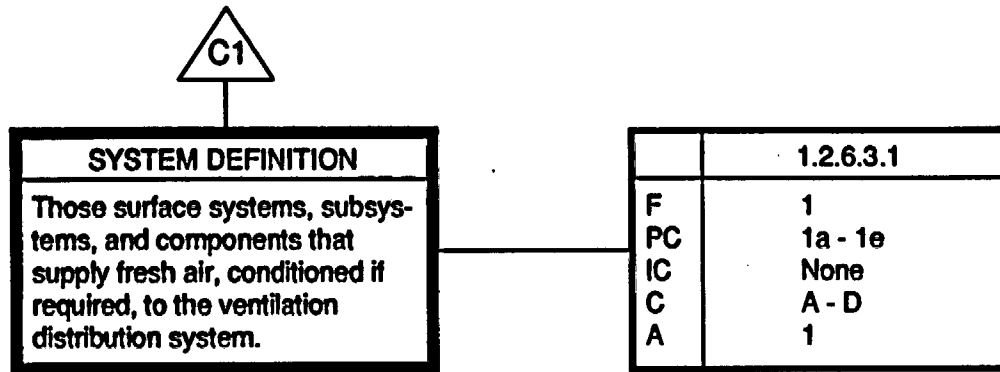 C1
SYSTEM DEFINITION
Those surface systems, subsys-
tems, and components that
supply fresh air, conditioned if
required, to the ventilation
distribution system.
1.2.6.3.1
F 1
PC 1a - 1e
IC None
C A - D
A 1